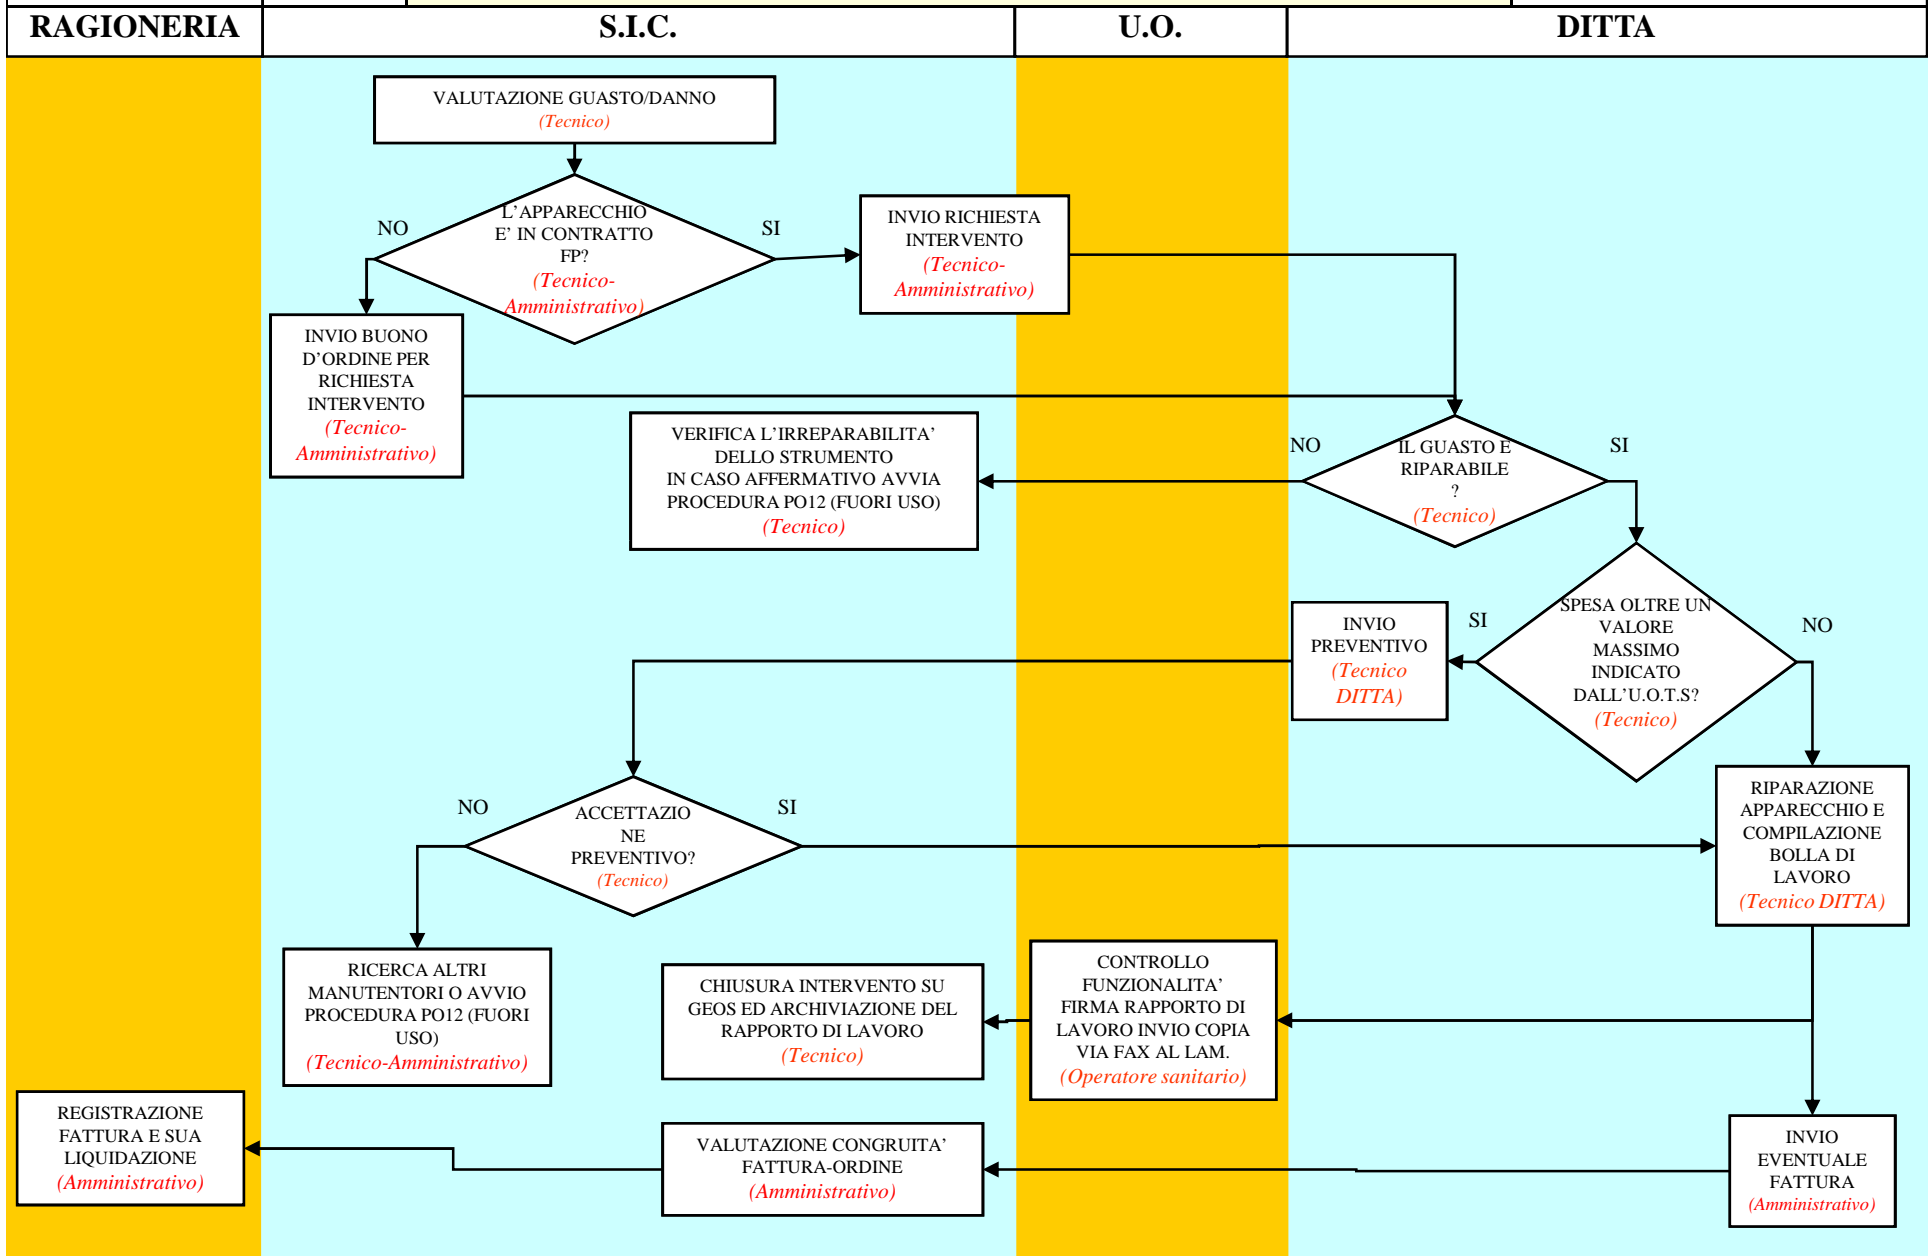 RAGIONERIA
S.I.C.
U.O.
DITTA
VALUTAZIONE GUASTO/DANNO
(Tecnico)
NO
L'APPARECCHIO
E' IN CONTRATTO
FP?
(Tecnico-
Amministrativo)
SI
INVIO RICHIESTA
INTERVENTO
(Tecnico-
Amministrativo)
INVIO BUONO
D'ORDINE PER
RICHIESTA
INTERVENTO
(Tecnico-
Amministrativo)
VERIFICA L'IRREPARABILITA'
DELLO STRUMENTO
IN CASO AFFERMATIVO AVVIA
PROCEDURA PO12 (FUORI USO)
(Tecnico)
NO
IL GUASTO E
RIPARABILE
?
(Tecnico)
SI
INVIO
PREVENTIVO
(Tecnico
DITTA)
SI
SPESA OLTRE UN
VALORE
MASSIMO
INDICATO
DALL'U.O.T.S?
(Tecnico)
NO
NO
ACCETTAZIO
NE
PREVENTIVO?
(Tecnico)
SI
RIPARAZIONE
APPARECCHIO E
COMPILAZIONE
BOLLA DI
LAVORO
(Tecnico DITTA)
RICERCA ALTRI
MANUTENTORI O AVVIO
PROCEDURA PO12 (FUORI
USO)
(Tecnico-Amministrativo)
CHIUSURA INTERVENTO SU
GEOS ED ARCHIVIAZIONE DEL
RAPPORTO DI LAVORO
(Tecnico)
CONTROLLO
FUNZIONALITA'
FIRMA RAPPORTO DI
LAVORO INVIO COPIA
VIA FAX AL LAM.
(Operatore sanitario)
REGISTRAZIONE
FATTURA E SUA
LIQUIDAZIONE
(Amministrativo)
VALUTAZIONE CONGRUITA'
FATTURA-ORDINE
(Amministrativo)
INVIO
EVENTUALE
FATTURA
(Amministrativo)